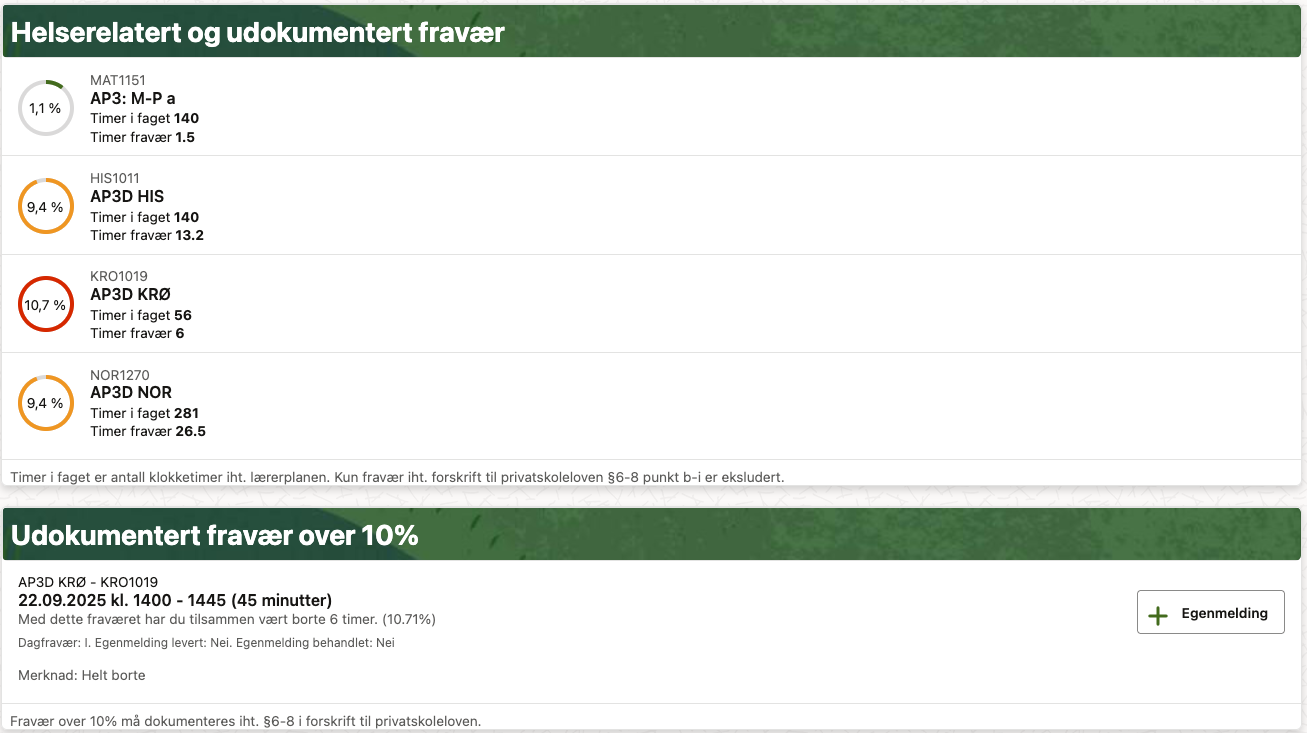 Helserelatert og udokumentert fravær
MAT1151
1,1 %
AP3: M-P a
Timer i faget 140
Timer fravær 1.5
HIS1011
9,4 %
AP3D HIS
Timer i faget 140
Timer fravær 13.2
KRO1019
10,7 %
AP3D KRØ
Timer i faget 56
Timer fravær 6
NOR1270
9,4 %
AP3D NOR
Timer i faget 281
Timer fravær 26.5
Timer i faget er antall klokketimer iht. lærerplanen. Kun fravær iht. forskrift til privatskoleloven §6-8 punkt b-i er eksludert.
Udokumentert fravær over 10%
AP3D KRØ - KRO1019
22.09.2025 kl. 1400 - 1445 (45 minutter)
Med dette fraværet har du tilsammen vært borte 6 timer. (10.71%)
Dagfravær: I. Egenmelding levert: Nei. Egenmelding behandlet: Nei
Egenmelding
Merknad: Helt borte
Fravær over 10% må dokumenteres iht. §6-8 i forskrift til privatskoleloven.